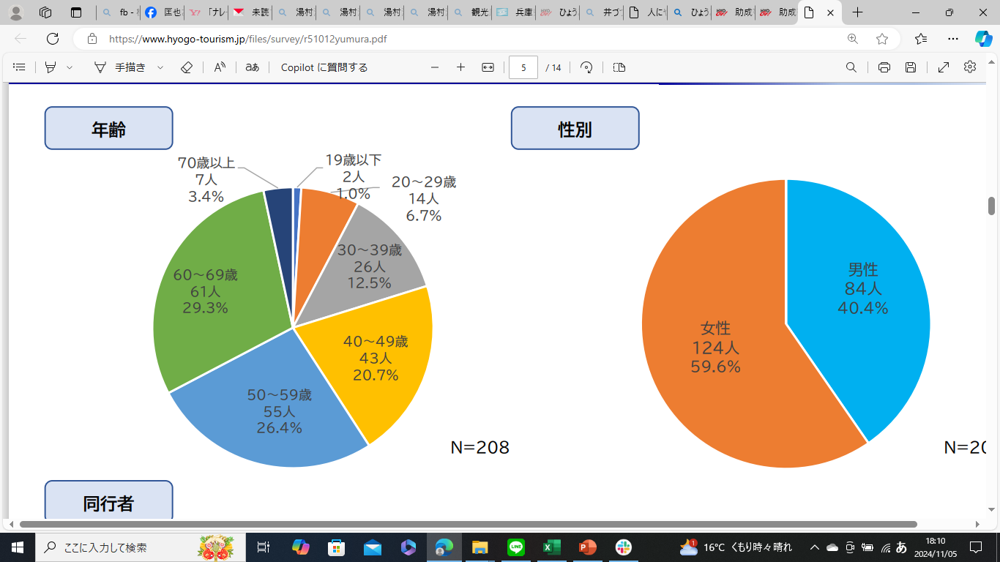 fb - ネ
匡也
「ナレ
未読
湯村
湯村
湯村
湯村
観光
兵庫
ひょう
井づつ
人に
ひょう
助成
助成
https://www.hyogo-tourism.jp/files/survey/r51012yumura.pdf
手描き
aあ
Copilot に質問する
5
/ 14
年齢
性別
70歳以上
7人
3.4%
19歳以下
2人
1.0%
20～29歳
14人
6.7%
30～39歳
26人
12.5%
40～49歳
43人
20.7%
50～59歳
55人
26.4%
60～69歳
61人
29.3%
N=208
男性
84人
40.4%
女性
124人
59.6%
N=20
同行者
ここに入力して検索
16°C くもり時々晴れ
あ
18:10
2024/11/05